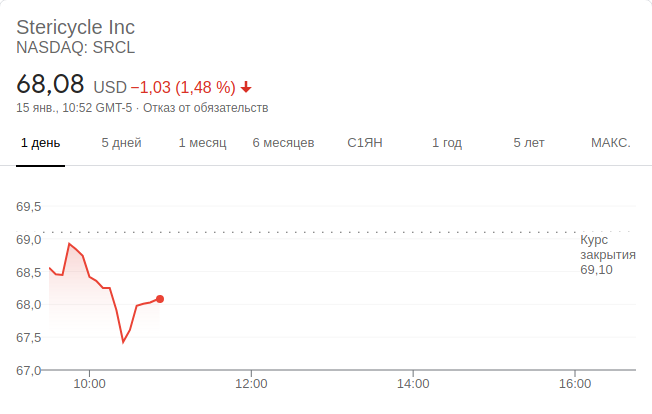 Stericycle Inc
NASDAQ: SRCL
68,08 USD −1,03 (1,48 %)
15 янв., 10:52 GMT-5 · Отказ от обязательств
1 день 5 дней 1 месяц 6 месяцев С1ЯН 1 год 5 лет МАКС.
69,5
69,0
Курс
закрытия
69,10
68,5
68,0
67,5
67,0
10:00 12:00 14:00 16:00